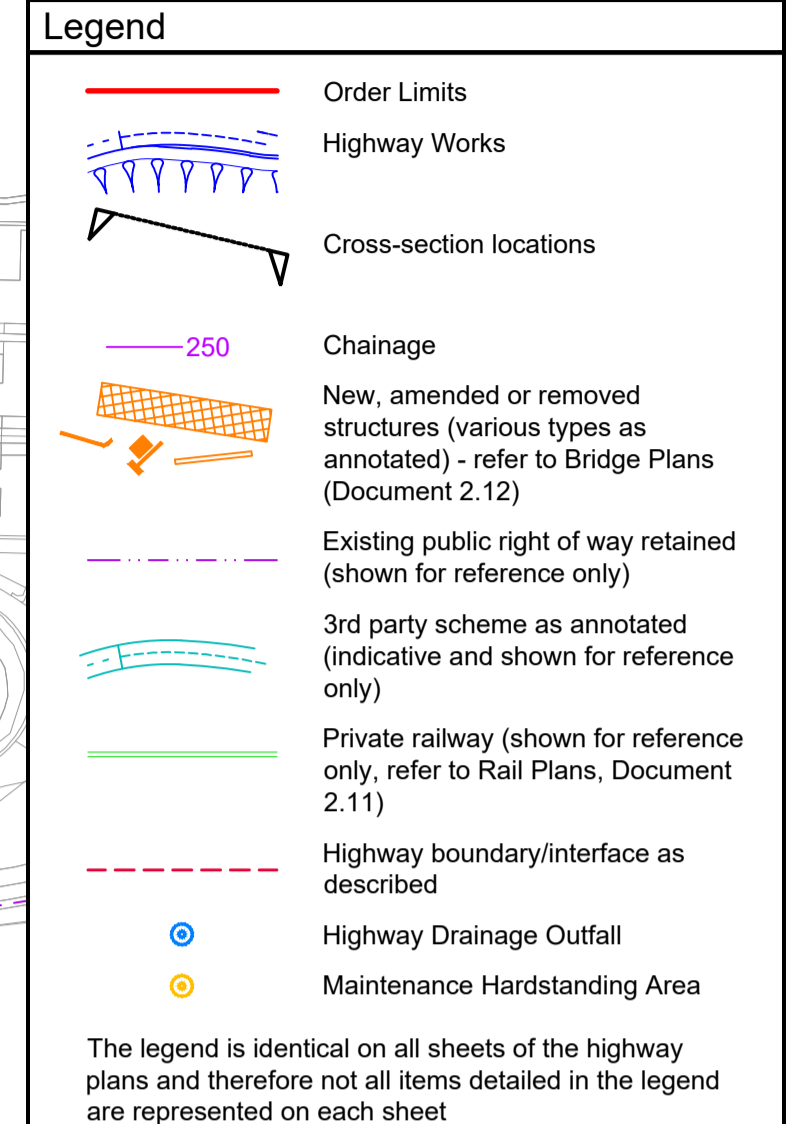 Legend
Order Limits
Highway Works
Cross-section locations
250
Chainage
New, amended or removed
structures (various types as
annotated) - refer to Bridge Plans
(Document 2.12)
Existing public right of way retained
(shown for reference only)
3rd party scheme as annotated
(indicative and shown for reference
only)
Private railway (shown for reference
only, refer to Rail Plans, Document
2.11)
Highway boundary/interface as
described
Highway Drainage Outfall
Maintenance Hardstanding Area
The legend is identical on all sheets of the highway
plans and therefore not all items detailed in the legend
are represented on each sheet